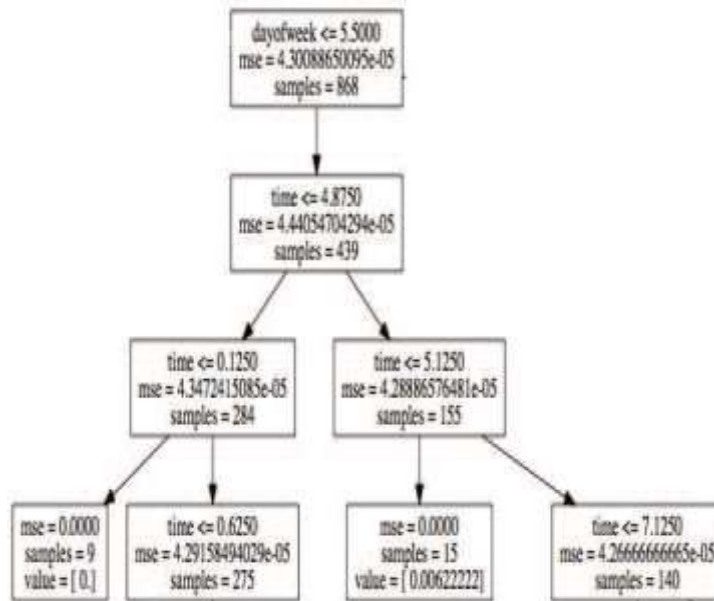 dayofweek <= 5.5000
mse = 4.30088650095e-05
samples = 868
time <= 4.8750
mse = 4.44054704294e-05
samples = 439
time <= 0.1250
mse = 4.3472415085e-05
samples = 284
time <= 5.1250
mse = 4.28886576481e-05
samples = 155
mse = 0.0000
samples = 9
value = [ 0.]
time <= 0.6250
mse = 4.29158494029e-05
samples = 275
mse = 0.0000
samples = 15
value = [ 0.00622222]
time <= 7.1250
mse = 4.26666666665e-05
samples = 140